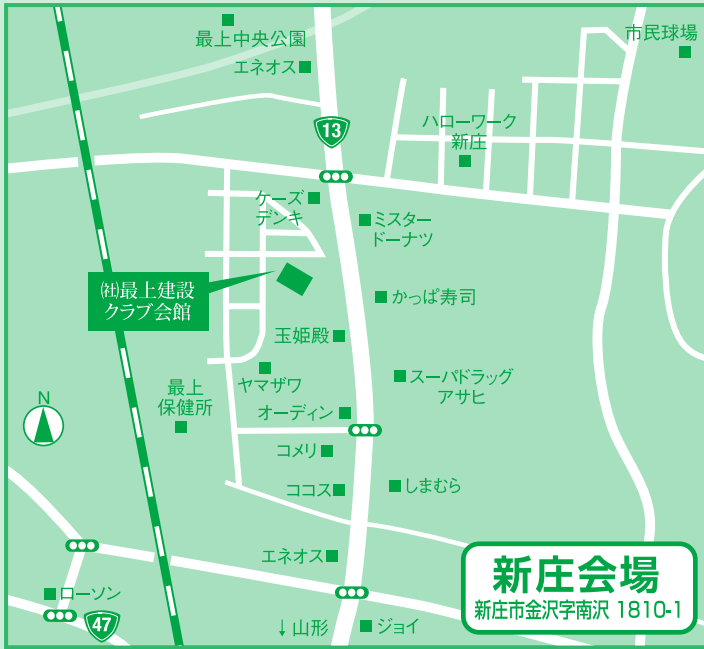 最上中央公園
エネオス
市民球場
13
ハローワーク
新庄
ケーズ
デンキ
ミスター
ドーナツ
㈳最上建設
クラブ会館
かっぱ寿司
玉姫殿
ヤマザワ
スーパドラッグ
アサヒ
最上
保健所
N
オーディン
コメリ
ココス
しまむら
エネオス
ローソン
47
↓山形
ジョイ
新庄会場
新庄市金沢字南沢 1810-1